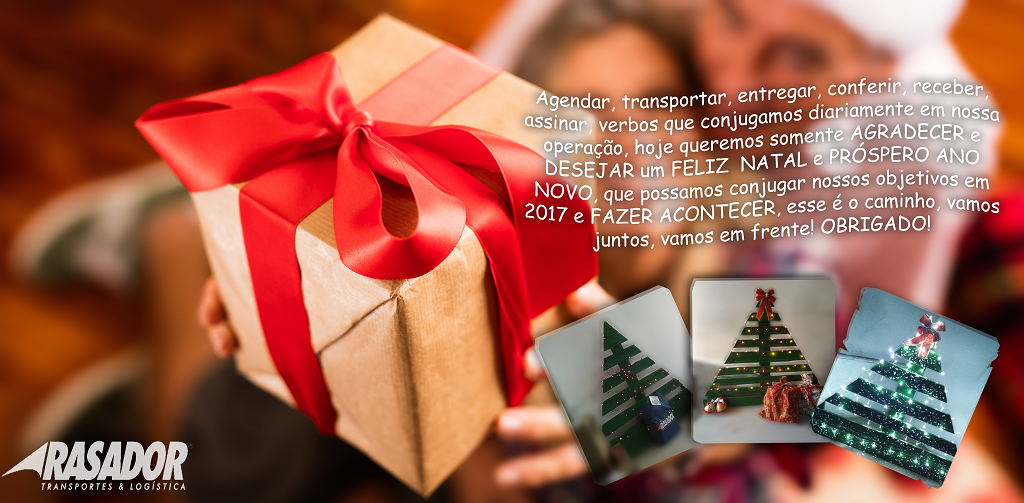 Agendar, transportar, entregar, conferir, receber,
assinar, verbos que conjugamos diariamente em nossa
operação, hoje queremos somente AGRADECER e
DESEJAR um FELIZ NATAL e PRÓSPERO ANO
NOVO, que possamos conjugar nossos objetivos em
2017 e FAZER ACONTECER, esse é o caminho, vamos
juntos, vamos em frente! OBRIGADO!
RASADOR
TRANSPORTES & LOGÍSTICA